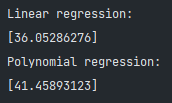 Linear regression:
[36.05286276]
Polynomial regression:
[41.45893123]